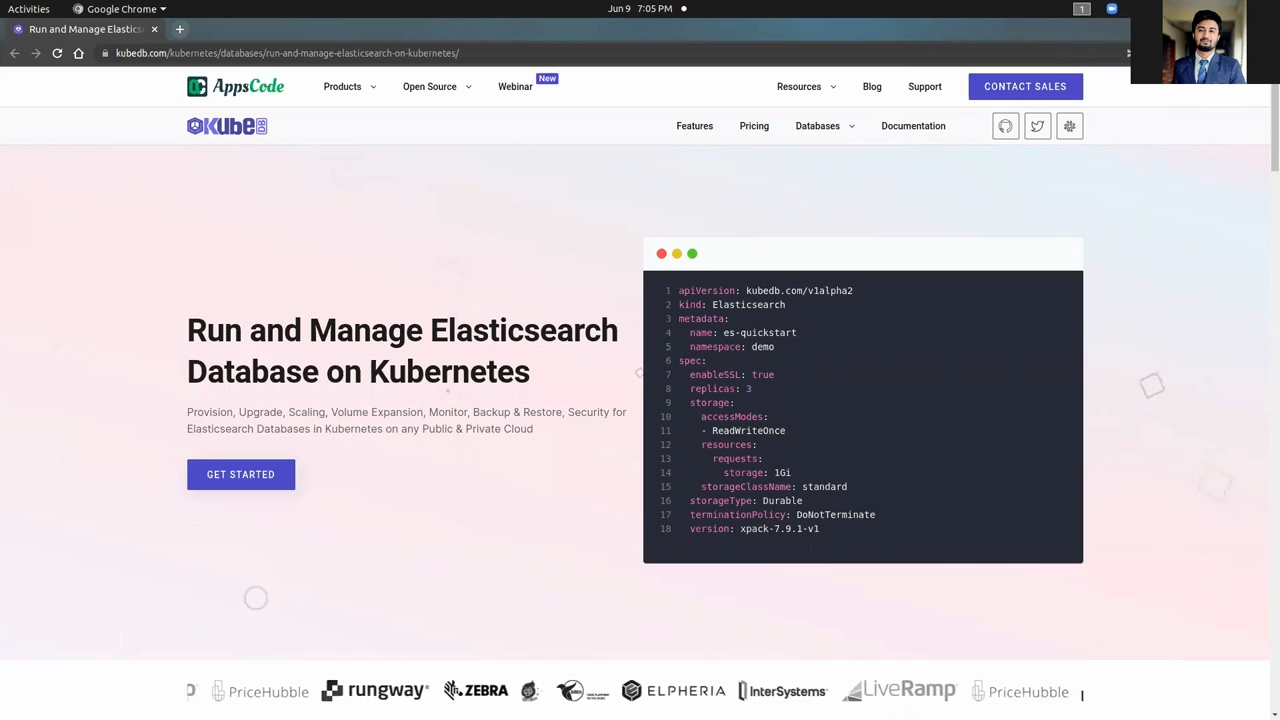 Activities
Google Chrome
Jun 9 7:05 PM
1
Run and Manage Elastics
kubedb.com/kubernetes/databases/run-and-manage-elasticsearch-on-kubernetes/
AppsCode
Products
Open Source
Webinar
New
Resources
Blog
Support
CONTACT SALES
KubeDB
Features
Pricing
Databases
Documentation
Run and Manage Elasticsearch
Database on Kubernetes
Provision, Upgrade, Scaling, Volume Expansion, Monitor, Backup & Restore, Security for
Elasticsearch Databases in Kubernetes on any Public & Private Cloud
GET STARTED
1 apiVersion: kubedb.com/v1alpha2
2 kind: Elasticsearch
3 metadata:
4 name: es-quickstart
5 namespace: demo
6 spec:
7 enableSSL: true
8 replicas: 3
9 storage:
10 accessModes:
11 - ReadWriteOnce
12 resources:
13 requests:
14 storage: 1Gi
15 storageClassName: standard
16 storageType: Durable
17 terminationPolicy: DoNotTerminate
18 version: xpack-7.9.1-v1
PriceHubble
rungway
ZEBRA
ELPHERIA
InterSystems
LiveRamp
PriceHubble